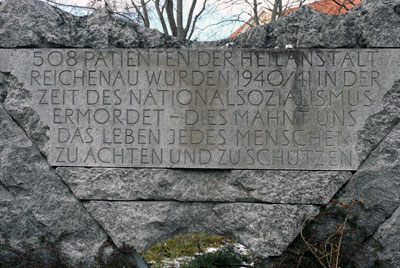 508 PATIENTEN DER HEILANSTALT
REICHENAU WURDEN 1940/41 IN DER
ZEIT DES NATIONALSOZIALISMUS
ERMORDET – DIES MAHNT UNS
DAS LEBEN JEDES MENSCHEN
ZU ACHTEN UND ZU SCHÜTZEN